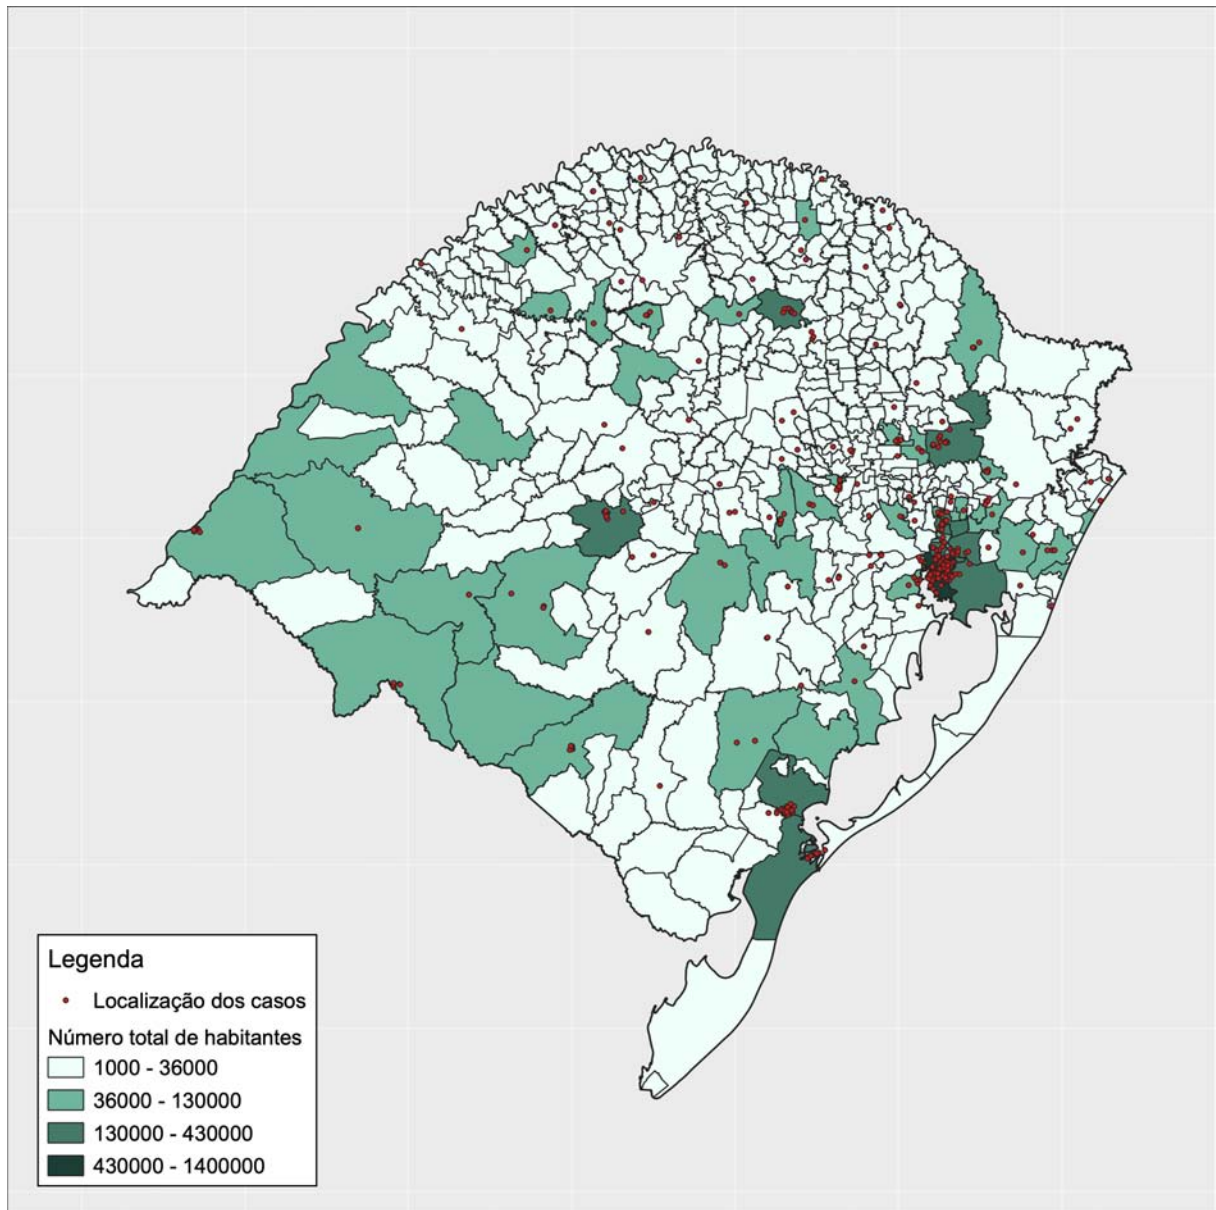 Legenda
Localização dos casos
Número total de habitantes
1000 - 36000
36000 - 130000
130000 - 430000
430000 - 1400000